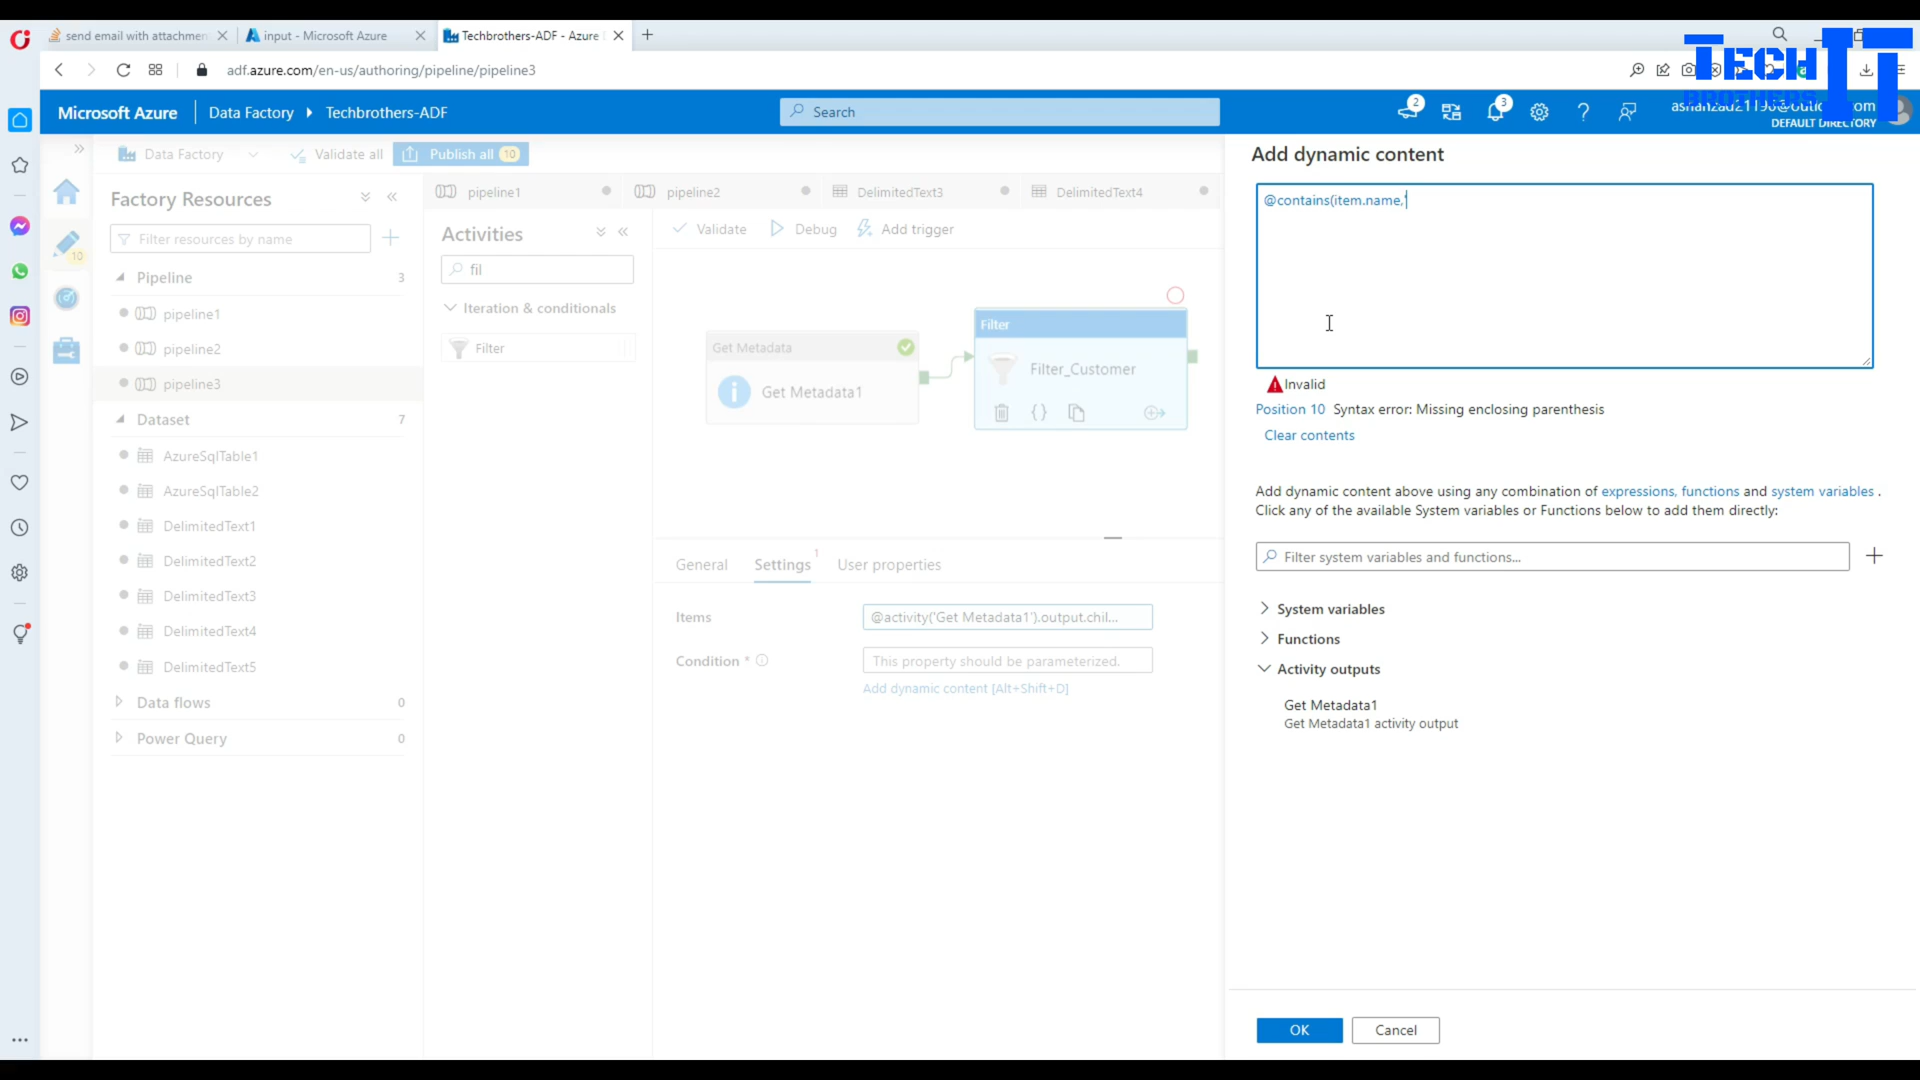 send email with attachmen
input - Microsoft Azure
Techbrothers-ADF - Azure
adf.azure.com/en-us/authoring/pipeline/pipeline3
TECH IT
BROTHERS
Microsoft Azure
Data Factory
Techbrothers-ADF
Search
2
3
DEFAULT DIRECTORY
Data Factory
Validate all
Publish all
10
Factory Resources
Filter resources by name
10
Pipeline
3
pipeline1
pipeline2
pipeline3
Dataset
7
AzureSqlTable1
AzureSqlTable2
DelimitedText1
DelimitedText2
DelimitedText3
DelimitedText4
DelimitedText5
Data flows
0
Power Query
0
pipeline1
pipeline2
DelimitedText3
DelimitedText4
Activities
fil
Iteration & conditionals
Filter
Validate
Debug
Add trigger
Get Metadata
Get Metadata1
Filter
Filter_Customer
General
Settings
1
User properties
Items
@activity('Get Metadata1').output.chil...
Condition *
This property should be parameterized.
Add dynamic content [Alt+Shift+D]
Add dynamic content
@contains(item.name,'
Invalid
Position 10 Syntax error: Missing enclosing parenthesis
Clear contents
Add dynamic content above using any combination of expressions, functions and system variables .
Click any of the available System variables or Functions below to add them directly:
Filter system variables and functions...
System variables
Functions
Activity outputs
Get Metadata1
Get Metadata1 activity output
OK
Cancel